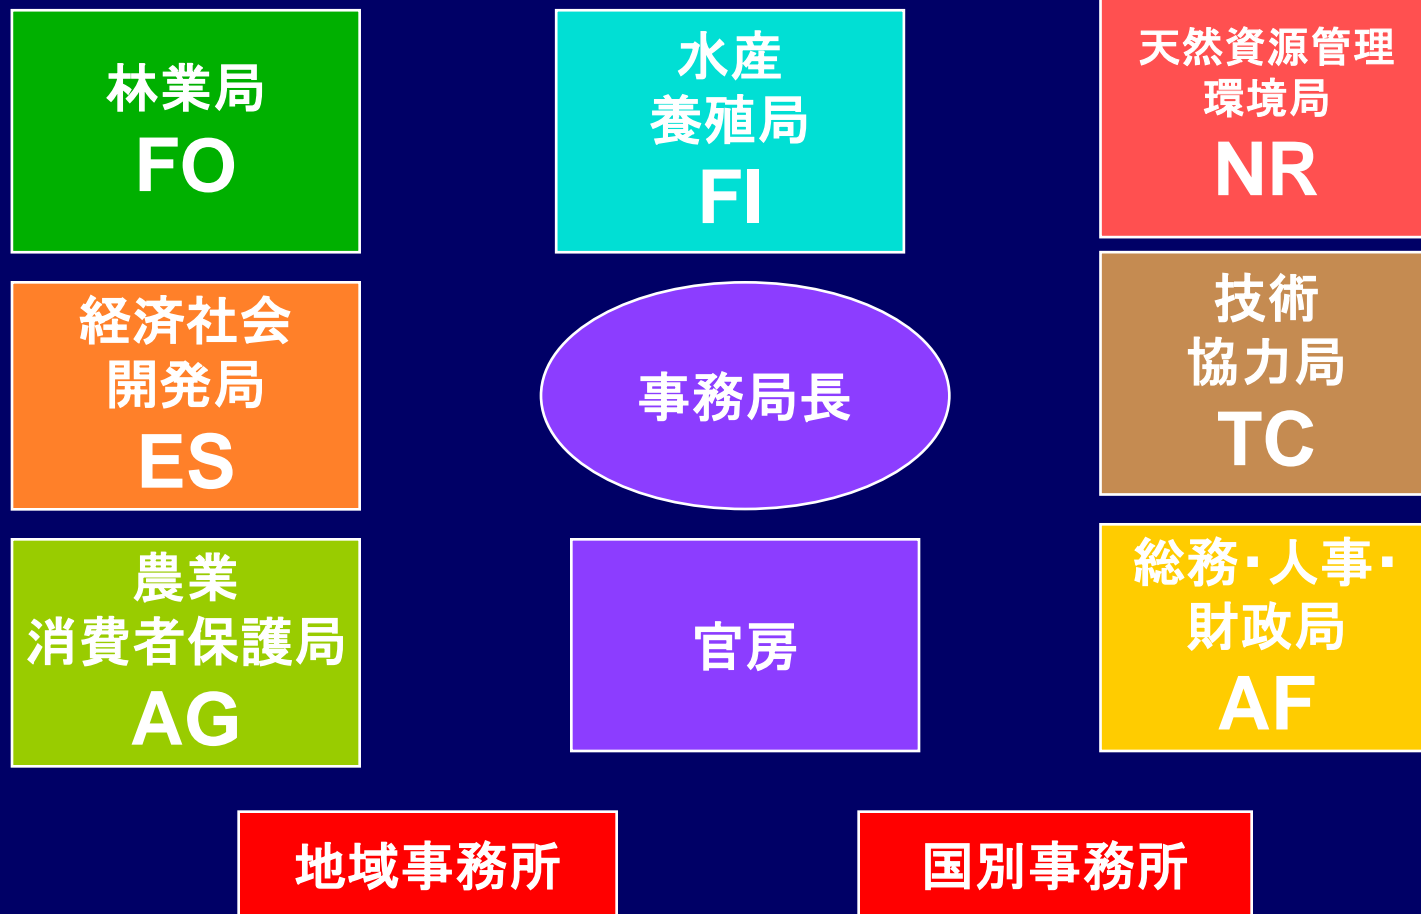 林業局
FO
水産
養殖局
FI
天然資源管理
環境局
NR
経済社会
開発局
ES
事務局長
技術
協力局
TC
農業
消費者保護局
AG
官房
総務・人事・
財政局
AF
地域事務所
国別事務所